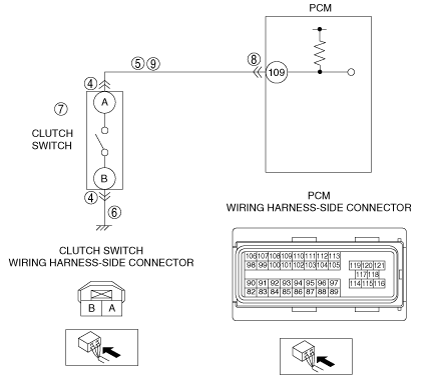 PCM
⑤ ⑨
⑧
109
④
A
⑦
CLUTCH
SWITCH
B
④
⑥
PCM
WIRING HARNESS-SIDE CONNECTOR
CLUTCH SWITCH
WIRING HARNESS-SIDE CONNECTOR
B A
106 107 108 109 110 111 112 113
98 99 100 101 102 103 104 105 119 120 121
117 118
90 91 92 93 94 95 96 97 114 115 116
82 83 84 85 86 87 88 89